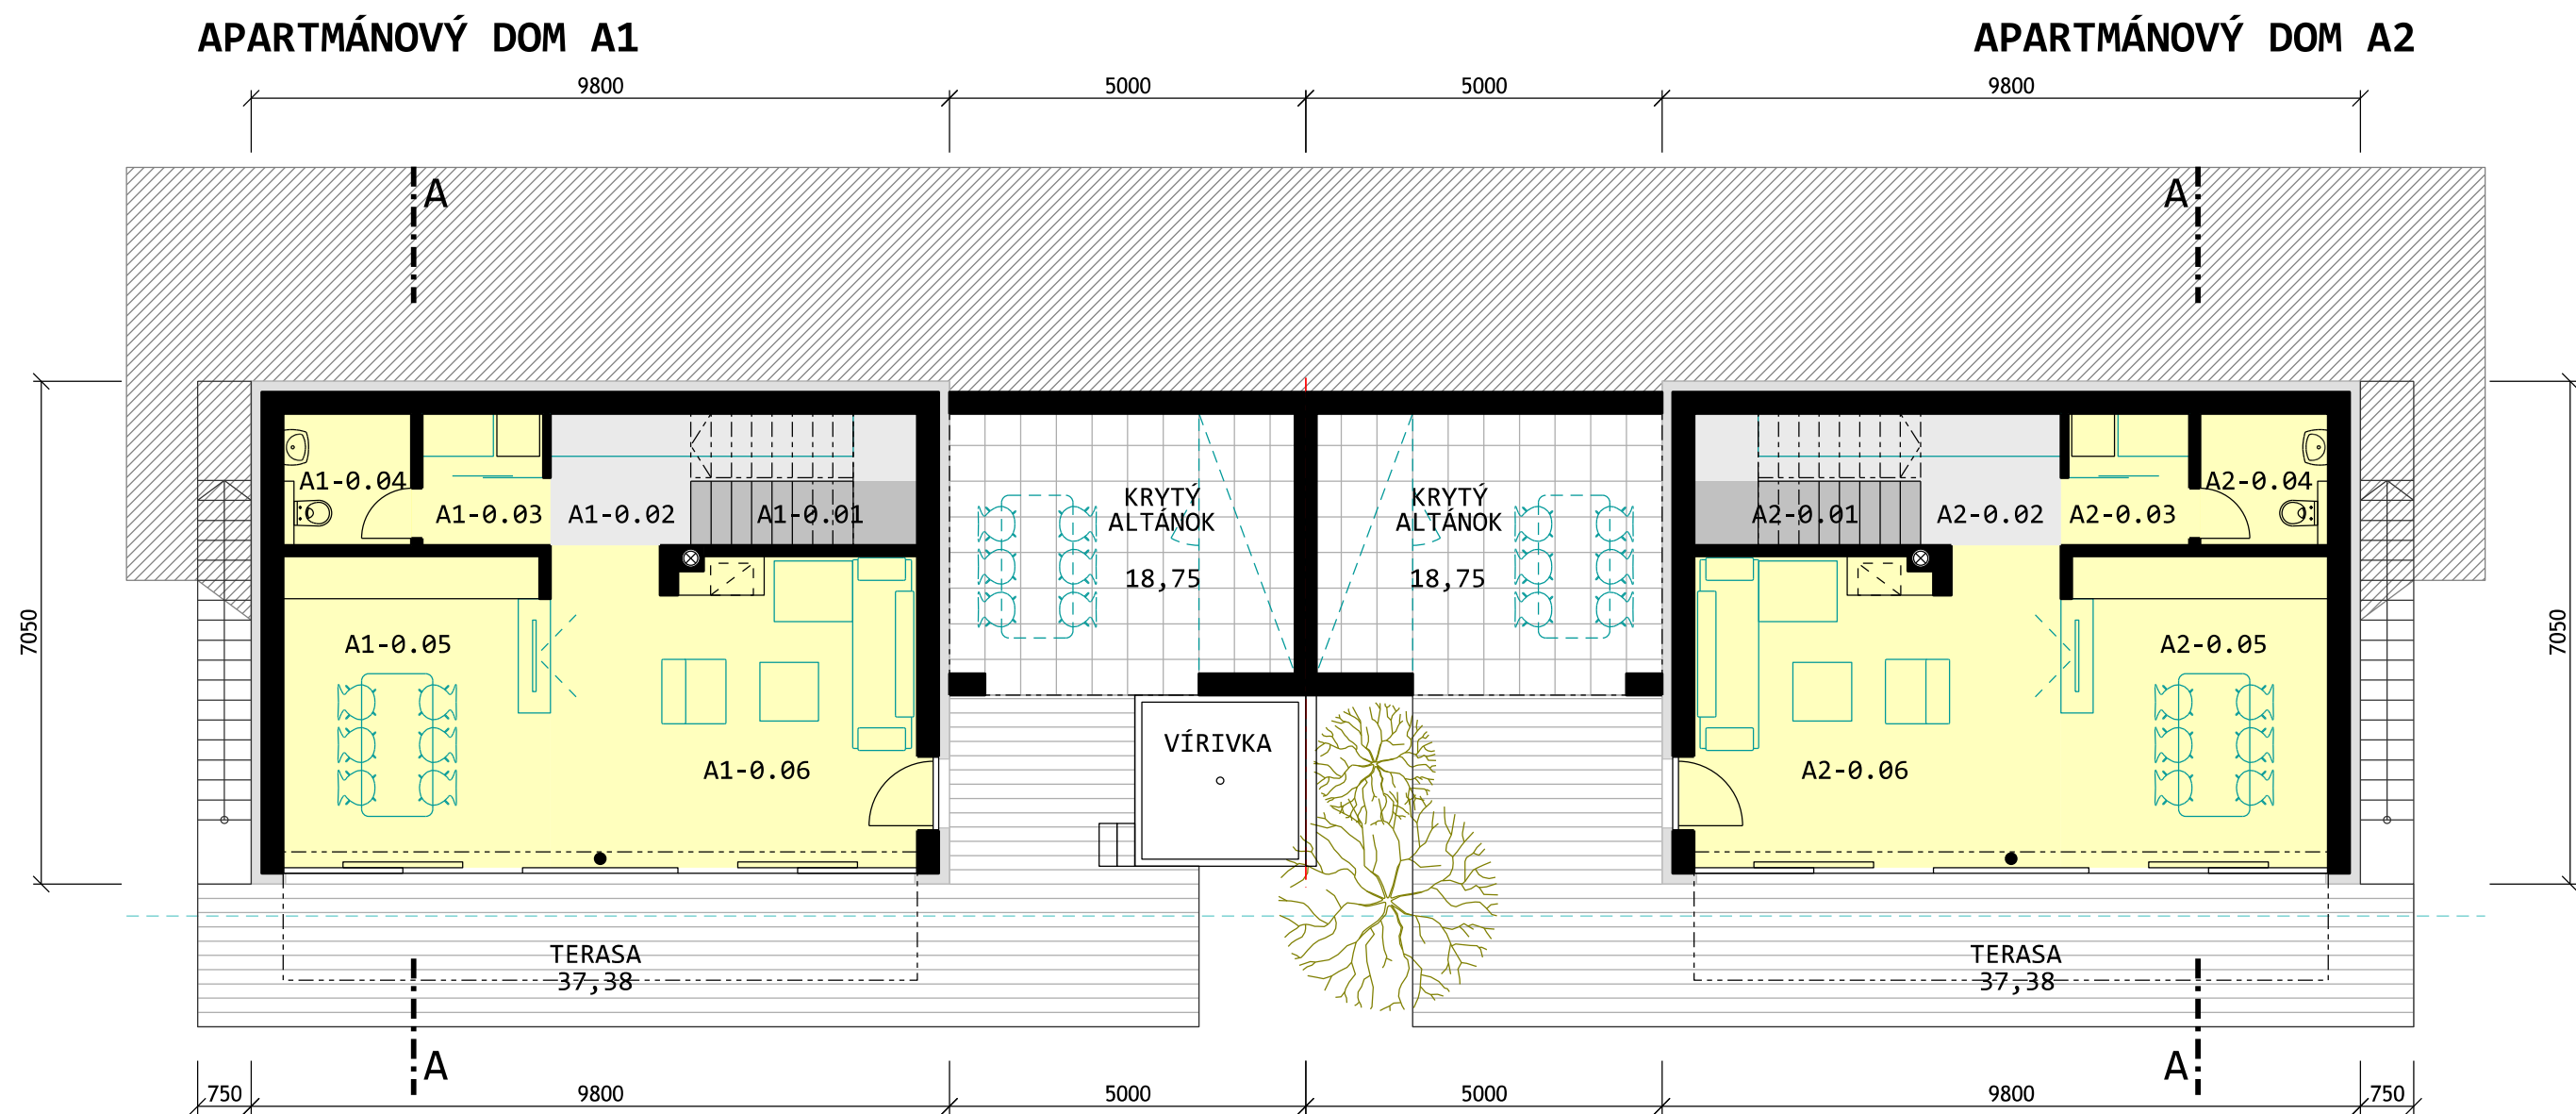 APARTMÁNOVÝ DOM A1
APARTMÁNOVÝ DOM A2
9800
5000
5000
9800
A
A
A1-0.04
A1-0.03
A1-0.02
A1-0.01
KRYTÝ
ALTÁNOK
18,75
KRYTÝ
ALTÁNOK
18,75
A2-0.01
A2-0.02
A2-0.03
A2-0.04
7050
7050
A1-0.05
A1-0.06
VÍRIVKA
A2-0.06
A2-0.05
TERASA
37,38
TERASA
37,38
A
A
750
9800
5000
5000
9800
750